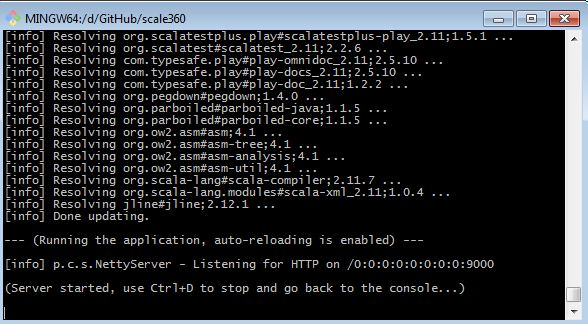 MINGW64:/d/GitHub/scale360
[info] Resolving org.scalatestplus.play#scalatestplus-play_2.11;1.5.1 ...
[info] Resolving org.scalatest#scalatest_2.11;2.2.6 ...
[info] Resolving com.typesafe.play#play-omnidoc_2.11;2.5.10 ...
[info] Resolving com.typesafe.play#play-docs_2.11;2.5.10 ...
[info] Resolving com.typesafe.play#play-doc_2.11;1.2.2 ...
[info] Resolving org.pegdown#pegdown;1.4.0 ...
[info] Resolving org.parboiled#parboiled-java;1.1.5 ...
[info] Resolving org.parboiled#parboiled-core;1.1.5 ...
[info] Resolving org.ow2.asm#asm;4.1 ...
[info] Resolving org.ow2.asm#asm-tree;4.1 ...
[info] Resolving org.ow2.asm#asm-analysis;4.1 ...
[info] Resolving org.ow2.asm#asm-util;4.1 ...
[info] Resolving org.scala-lang#scala-compiler;2.11.7 ...
[info] Resolving org.scala-lang.modules#scala-xml_2.11;1.0.4 ...
[info] Resolving jline#jline;2.12.1 ...
[info] Done updating.
--- (Running the application, auto-reloading is enabled) ---
[info] p.c.s.NettyServer - Listening for HTTP on /0:0:0:0:0:0:0:0:9000
(Server started, use Ctrl+D to stop and go back to the console...)